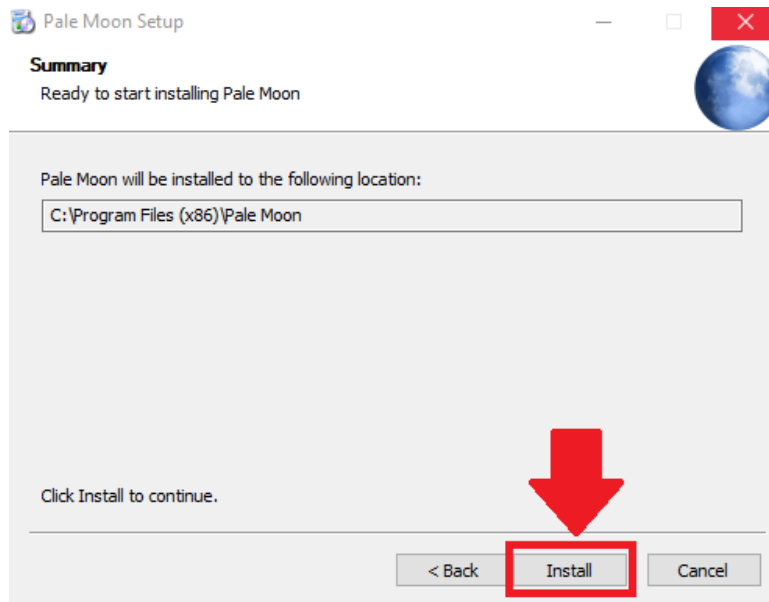 Pale Moon Setup
Summary
Ready to start installing Pale Moon
Pale Moon will be installed to the following location:
C:\Program Files (x86)\Pale Moon
Click Install to continue.
< Back Install Cancel